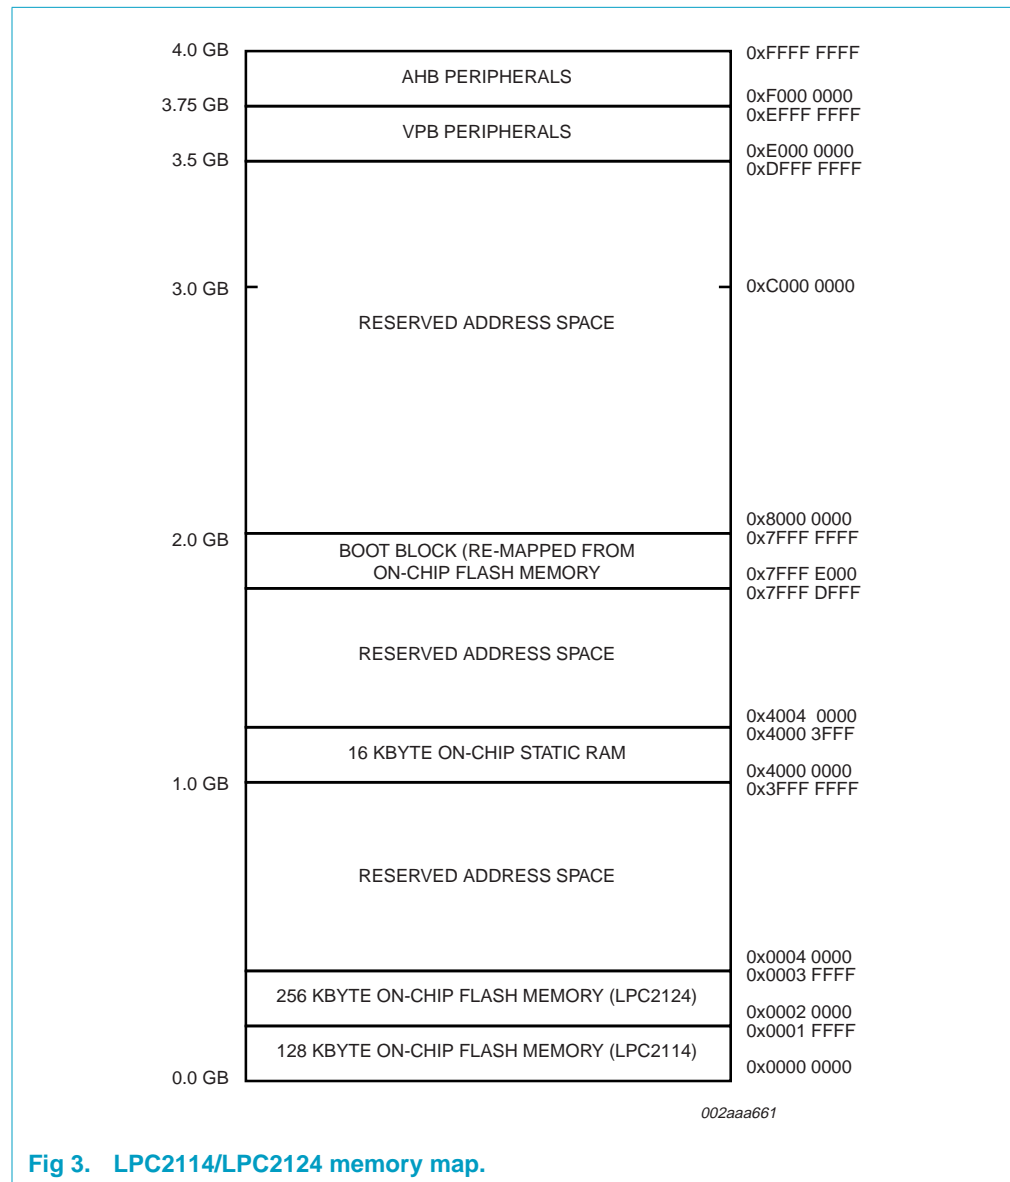 4.0 GB
0xFFFF FFFF
AHB PERIPHERALS
3.75 GB
0xF000 0000
0xEFFF FFFF
VPB PERIPHERALS
3.5 GB
0xE000 0000
0xDFFF FFFF
3.0 GB
0xC000 0000
RESERVED ADDRESS SPACE
2.0 GB
0x8000 0000
0x7FFF FFFF
BOOT BLOCK (RE-MAPPED FROM
ON-CHIP FLASH MEMORY
0x7FFF E000
0x7FFF DFFF
RESERVED ADDRESS SPACE
0x4004 0000
0x4000 3FFF
16 KBYTE ON-CHIP STATIC RAM
1.0 GB
0x4000 0000
0x3FFF FFFF
RESERVED ADDRESS SPACE
0x0004 0000
0x0003 FFFF
256 KBYTE ON-CHIP FLASH MEMORY (LPC2124)
0x0002 0000
0x0001 FFFF
128 KBYTE ON-CHIP FLASH MEMORY (LPC2114)
0x0000 0000
0.0 GB
002aaa661
Fig 3. LPC2114/LPC2124 memory map.